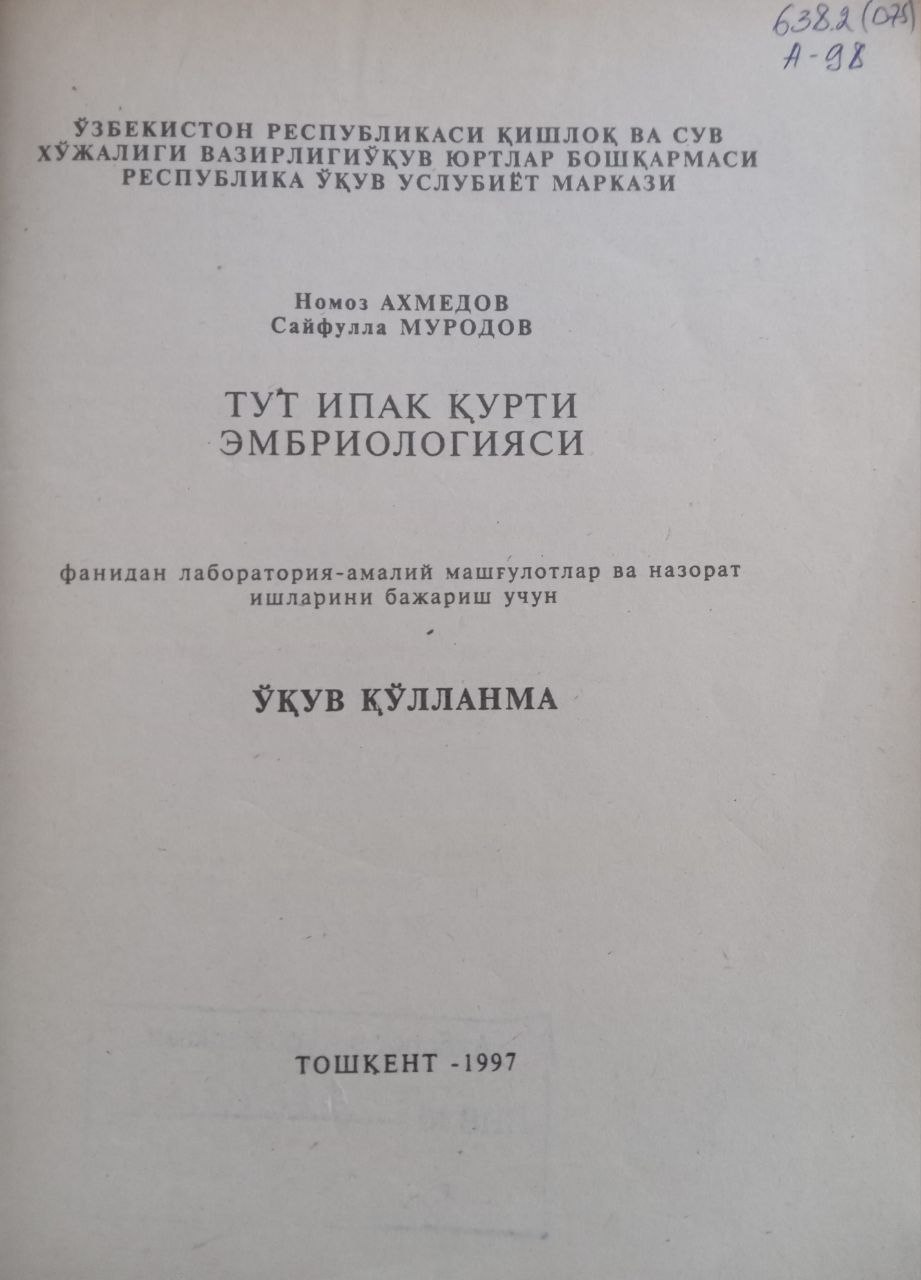 638.2 (075)
А-98
ЎЗБЕКИСТОН РЕСПУБЛИКАСИ ҚИШЛОҚ ВА СУВ
ХЎЖАЛИГИ ВАЗИРЛИГИЎҚУВ ЮРТЛАР БОШҚАРМАСИ
РЕСПУБЛИКА ЎҚУВ УСЛУБИЁТ МАРКАЗИ
Номоз АХМЕДОВ
Сайфулла МУРОДОВ
ТУТ ИПАК ҚУРТИ
ЭМБРИОЛОГИЯСИ
фанидан лаборатория-амалий машғулотлар ва назорат
ишларини бажариш учун
ЎҚУВ ҚЎЛЛАНМА
ТОШКЕНТ -1997